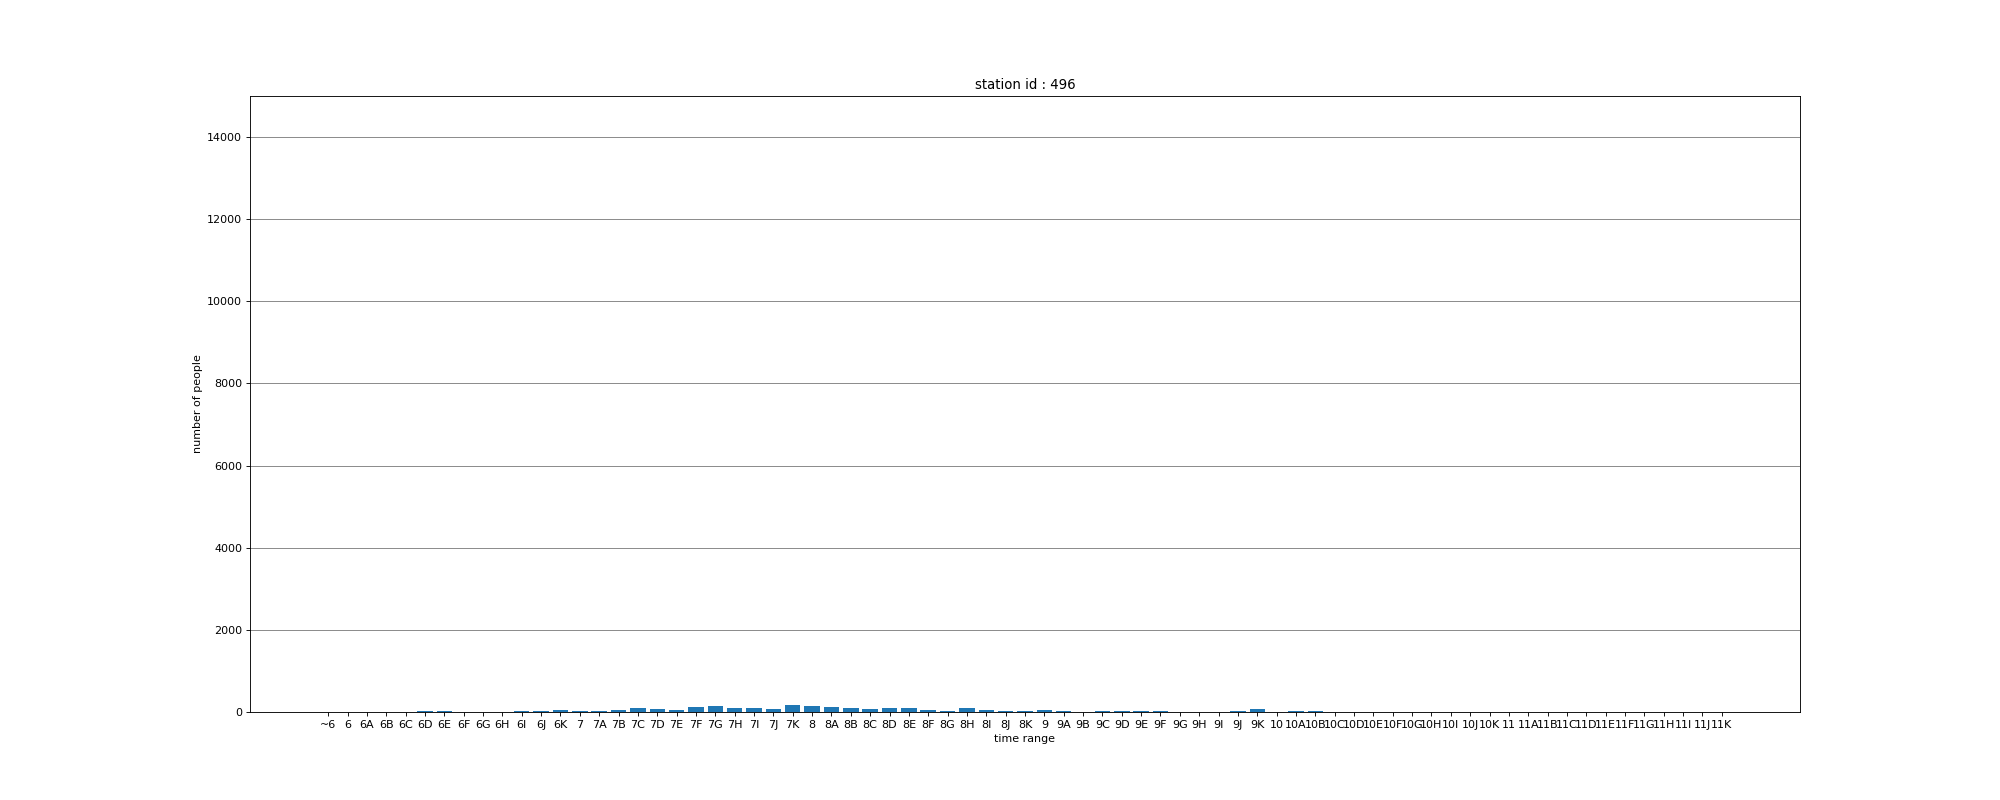 station id : 496
14000
12000
10000
8000
6000
4000
2000
0
number of people
~6 6 6A 6B 6C 6D 6E 6F 6G 6H 6I 6J 6K 7 7A 7B 7C 7D 7E 7F 7G 7H 7I 7J 7K 8 8A 8B 8C 8D 8E 8F 8G 8H 8I 8J 8K 9 9A 9B 9C 9D 9E 9F 9G 9H 9I 9J 9K 10 10A 10B 10C 10D 10E 10F 10G 10H 10I 10J 10K 11 11A 11B 11C 11D 11E 11F 11G 11H 11I 11J 11K
time range